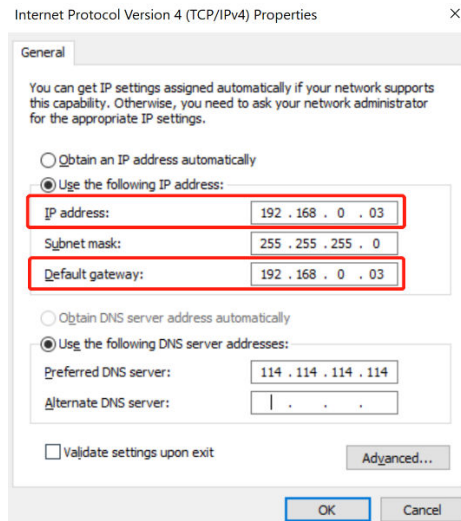 Internet Protocol Version 4 (TCP/IPv4) Properties
General
You can get IP settings assigned automatically if your network supports
this capability. Otherwise, you need to ask your network administrator
for the appropriate IP settings.
Obtain an IP address automatically
Use the following IP address:
IP address: 192 . 168 . 0 . 03
Subnet mask: 255 . 255 . 255 . 0
Default gateway: 192 . 168 . 0 . 03
Obtain DNS server address automatically
Use the following DNS server addresses:
Preferred DNS server: 114 . 114 . 114 . 114
Alternate DNS server: . . .
Validate settings upon exit
Advanced...
OK Cancel